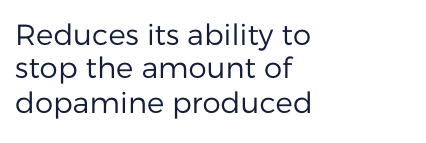 Reduces its ability to
stop the amount of
dopamine produced